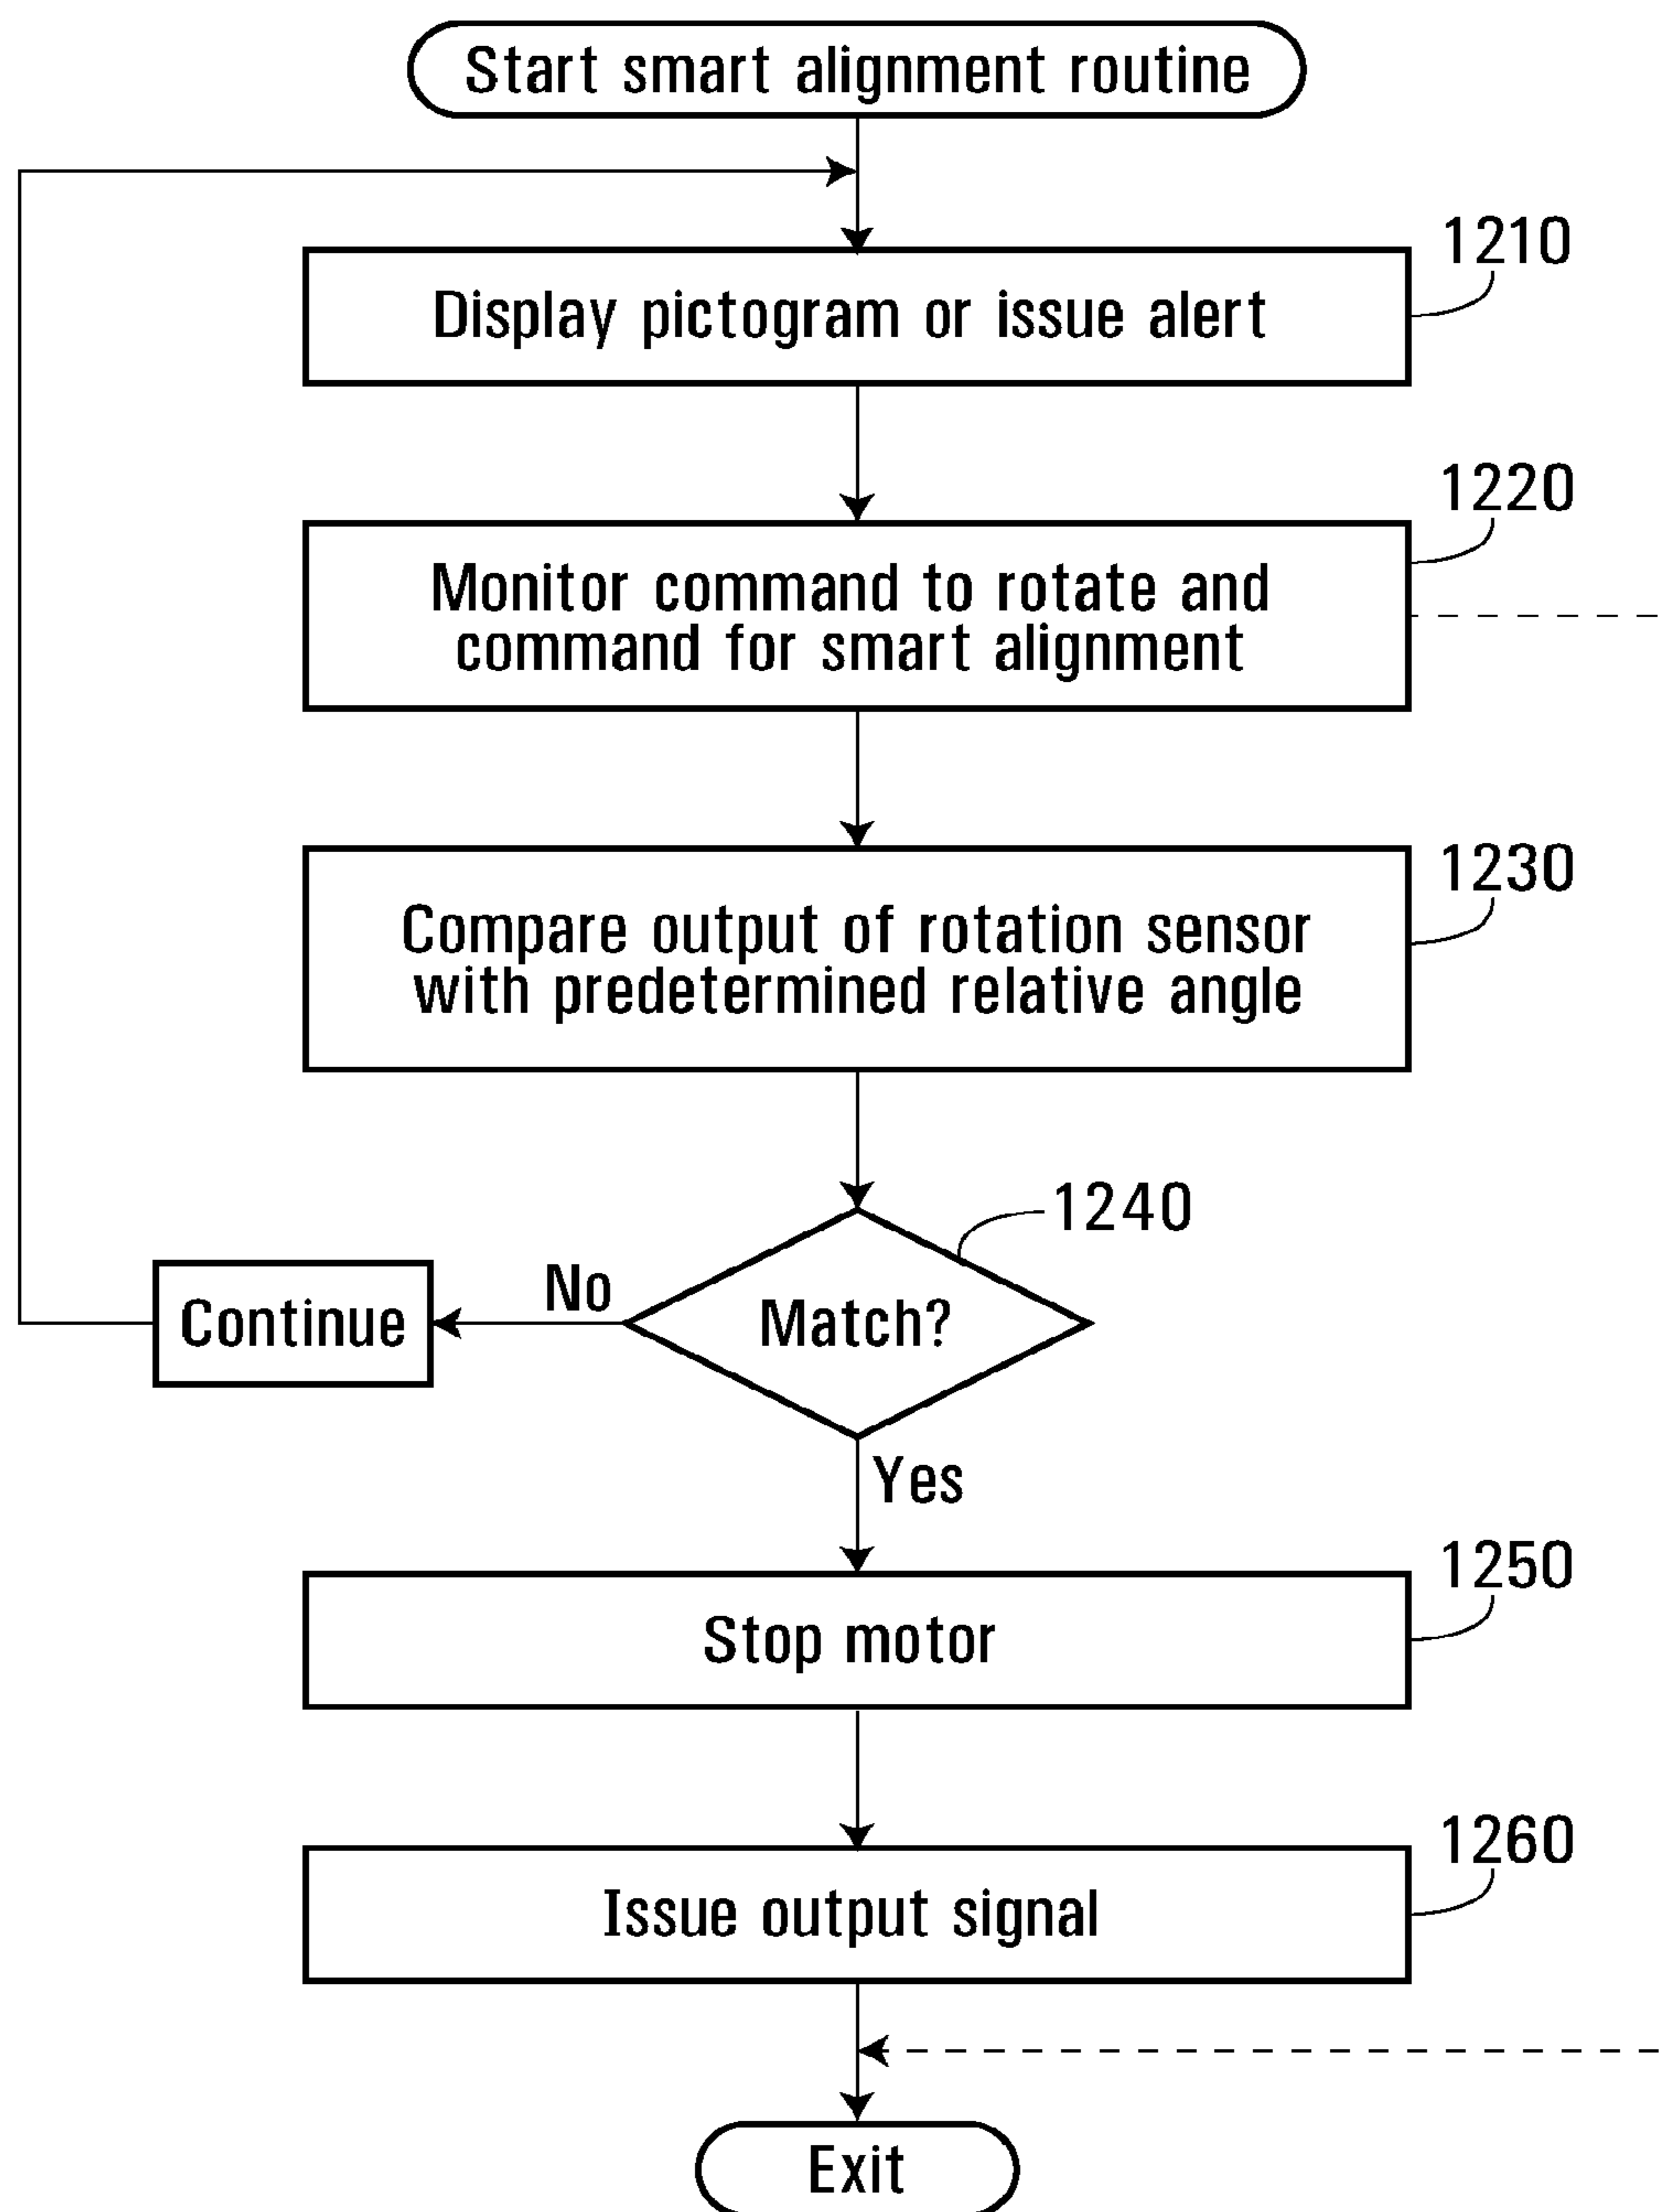 Start smart alignment routine
1210
Display pictogram or issue alert
1220
Monitor command to rotate and
command for smart alignment
1230
Compare output of rotation sensor
with predetermined relative angle
1240
Match?
No
Continue
Yes
1250
Stop motor
1260
Issue output signal
Exit